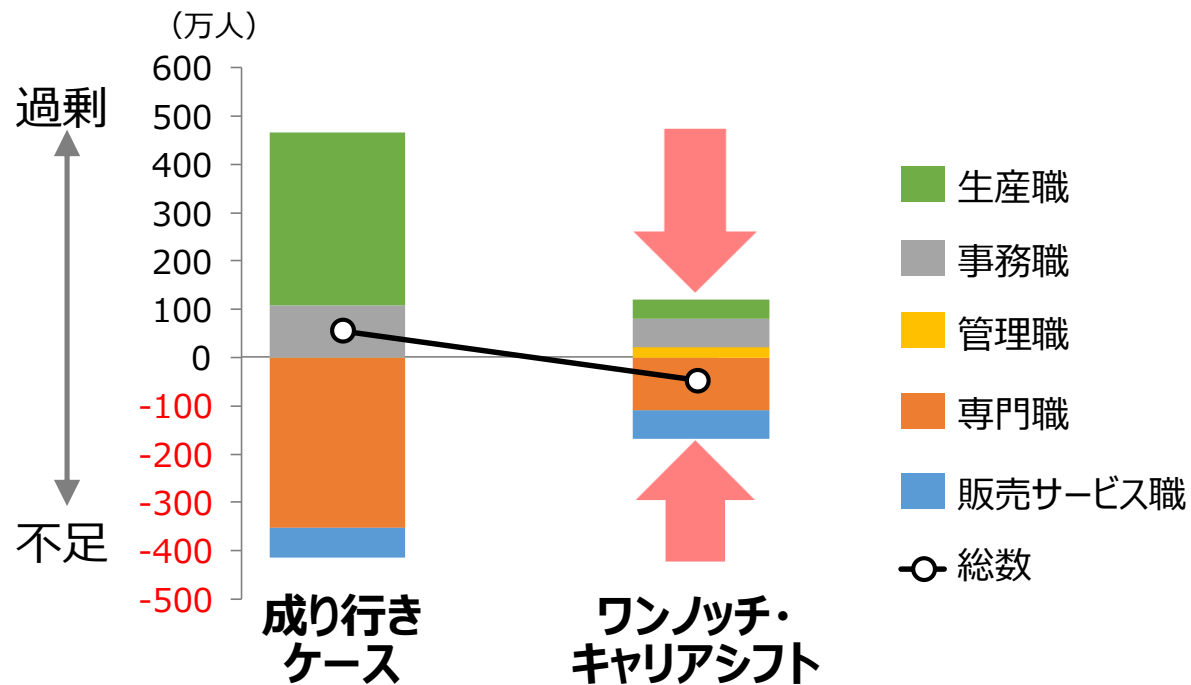 （万人）
600
500
400
300
200
100
0
-100
-200
-300
-400
-500
過剰
不足
成り行き
ケース
ワンノッチ・
キャリアシフト
生産職
事務職
管理職
専門職
販売サービス職
総数